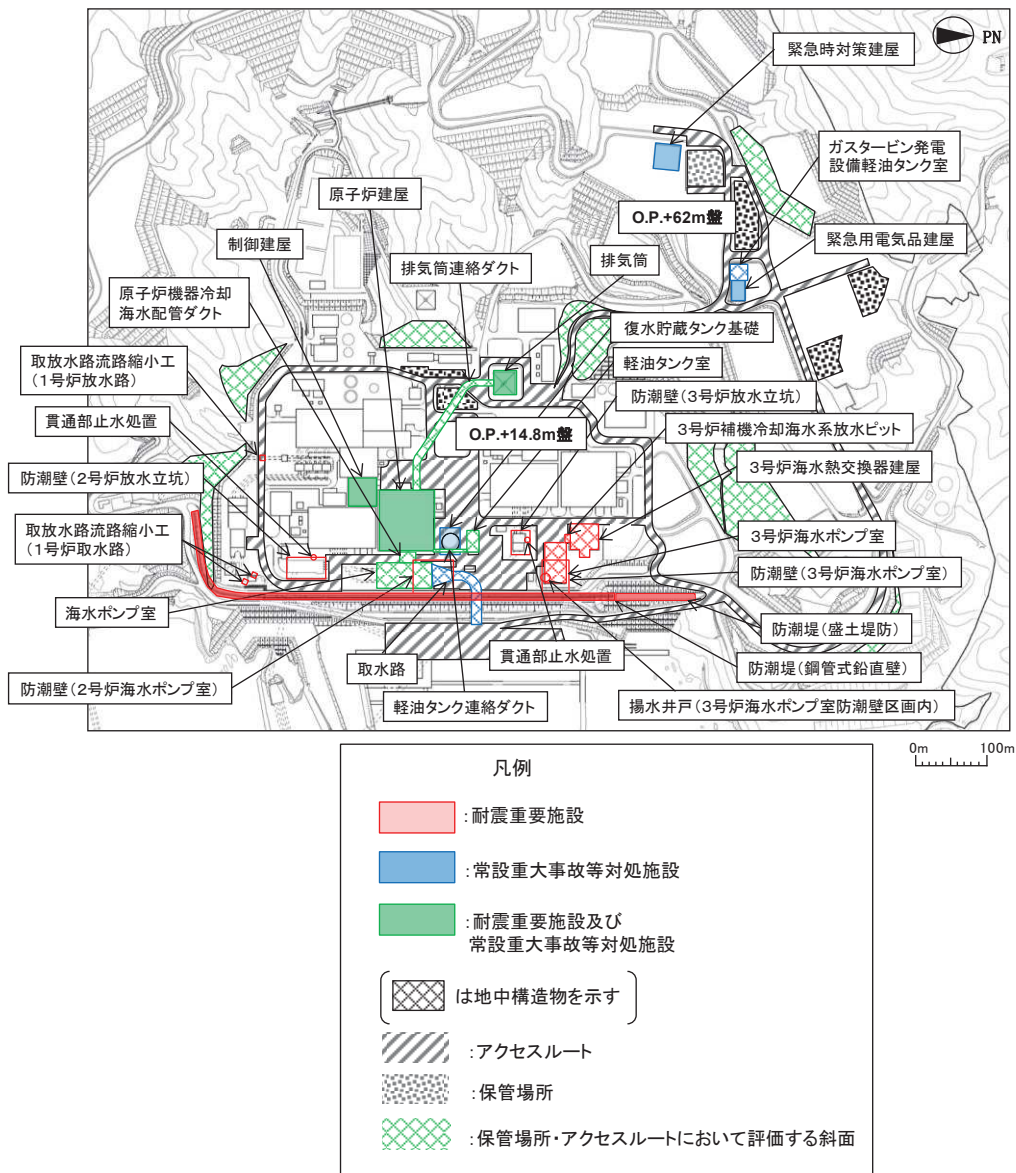 PN
緊急時対策建屋
ガスタービン発電
設備軽油タンク室
原子炉建屋
O.P.+62m盤
緊急用電気品建屋
制御建屋
排気筒連絡ダクト
排気筒
原子炉機器冷却
海水配管ダクト
復水貯蔵タンク基礎
取放水路流路縮小工
(1号炉放水路)
軽油タンク室
防潮壁(3号炉放水立坑)
貫通部止水処置
O.P.+14.8m盤
3号炉補機冷却海水系放水ピット
防潮壁(2号炉放水立坑)
3号炉海水熱交換器建屋
取放水路流路縮小工
(1号炉取水路)
3号炉海水ポンプ室
防潮壁(3号炉海水ポンプ室)
海水ポンプ室
防潮堤(盛土堤防)
取水路
貫通部止水処置
防潮堤(鋼管式鉛直壁)
防潮壁(2号炉海水ポンプ室)
軽油タンク連絡ダクト
揚水井戸(3号炉海水ポンプ室防潮壁区画内)
0m 100m
凡例
:耐震重要施設
:常設重大事故等対処施設
:耐震重要施設及び
常設重大事故等対処施設
は地中構造物を示す
:アクセスルート
:保管場所
:保管場所・アクセスルートにおいて評価する斜面